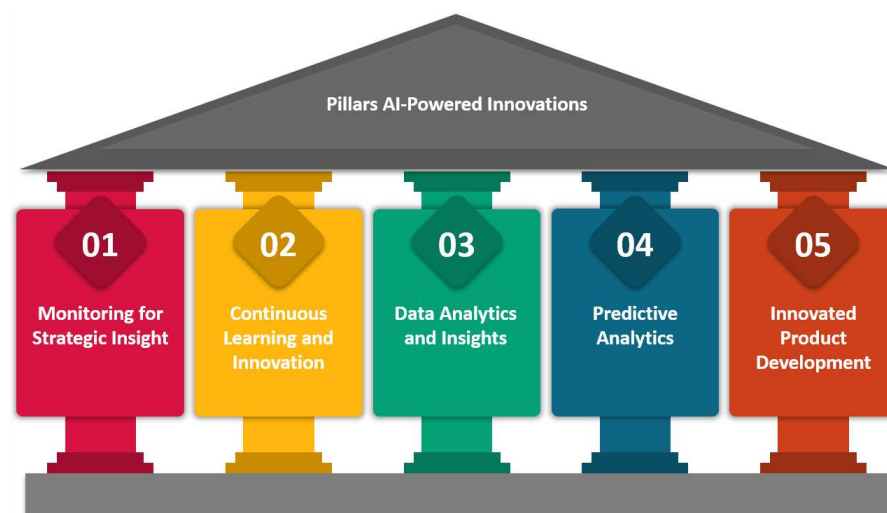 Pillars AI-Powered Innovations
01
Monitoring for
Strategic Insight
02
Continuous
Learning and
Innovation
03
Data Analytics
and Insights
04
Predictive
Analytics
05
Innovated
Product
Development